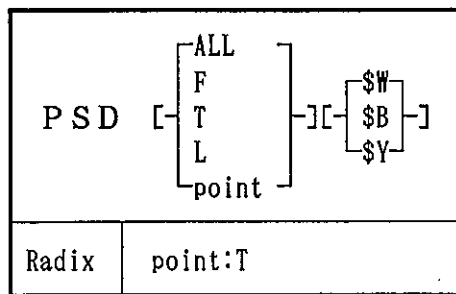 ALL
F
PSD [ T ][ $W
$B ]
L $Y
point
Radix point:T